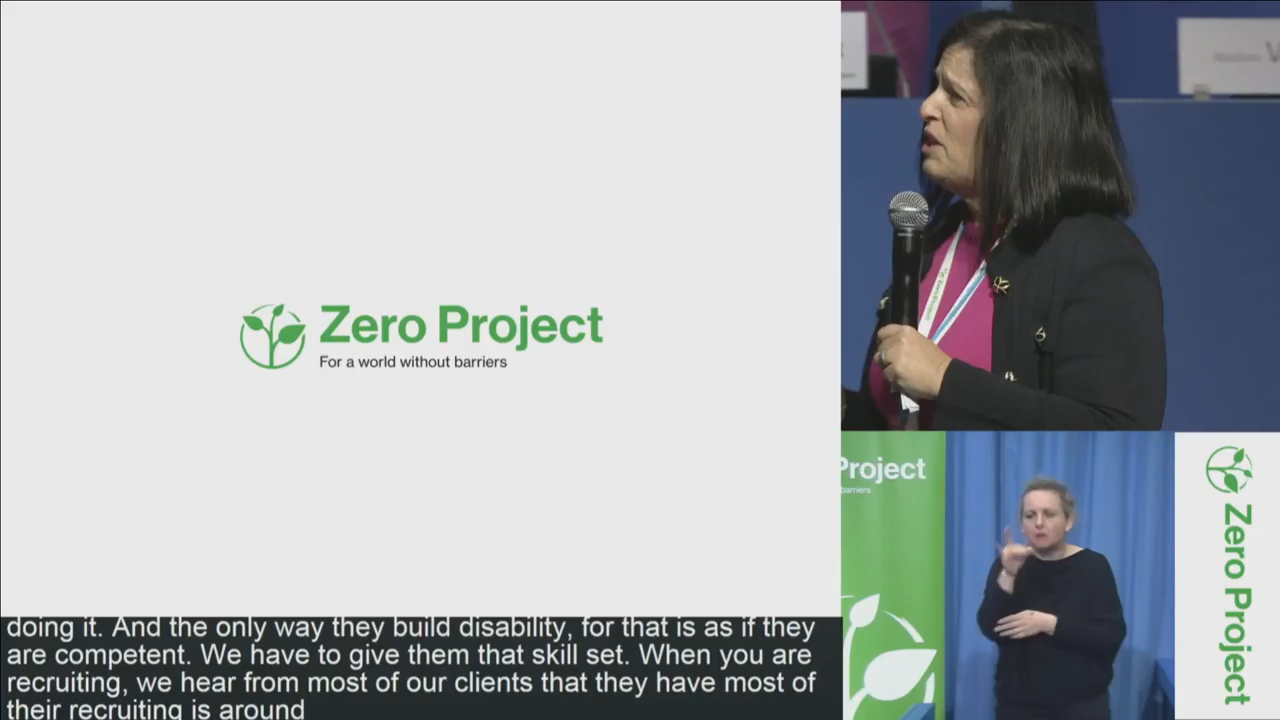 Zero Project
For a world without barriers
doing it. And the only way they build disability, for that is as if they
are competent. We have to give them that skill set. When you are
recruiting, we hear from most of our clients that they have most of
their recruiting is around
Project
barriers
Zero Project